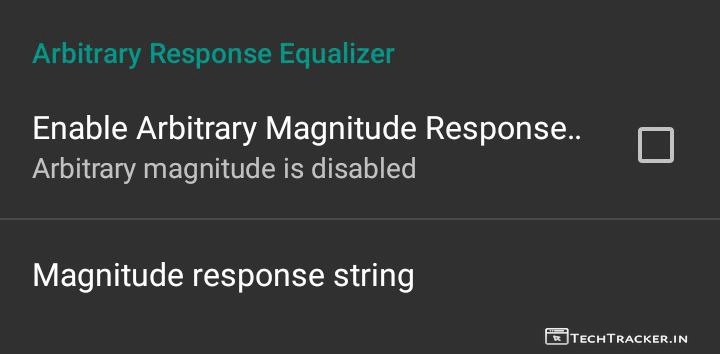 Arbitrary Response Equalizer
Enable Arbitrary Magnitude Response..
Arbitrary magnitude is disabled
Magnitude response string
TECHTRACKER.IN